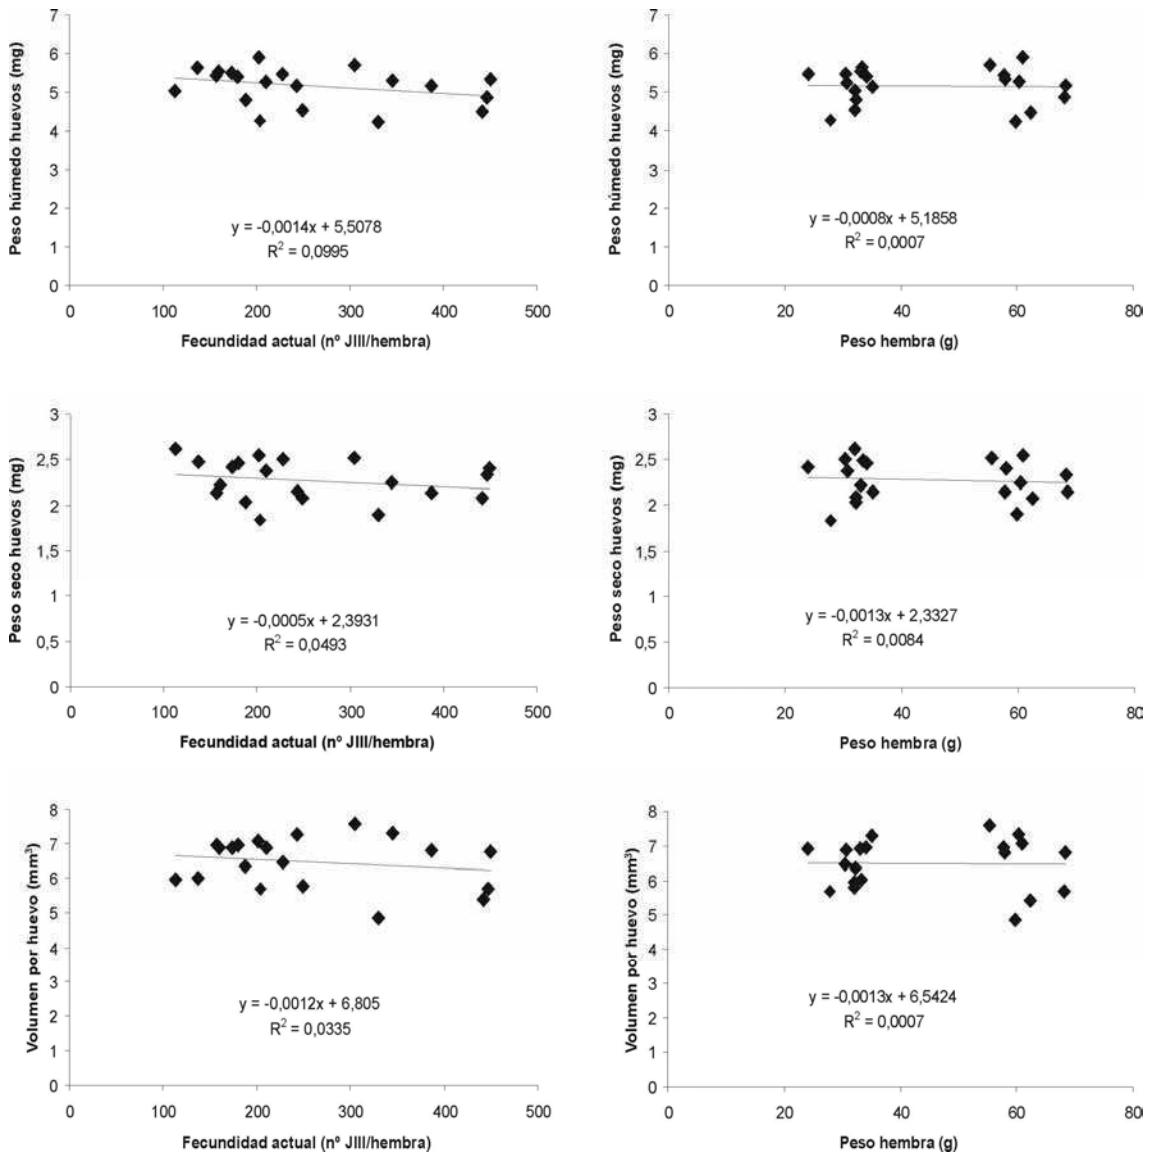 7
6
5
4
3
2
1
0
Peso húmedo huevos (mg)
y = -0,0014x + 5,5078
R² = 0,0995
0 100 200 300 400 500
Fecundidad actual (nº JIII/hembra)
7
6
5
4
3
2
1
0
Peso húmedo huevos (mg)
y = -0,0008x + 5,1858
R² = 0,0007
0 20 40 60 80
Peso hembra (g)
3
2,5
2
1,5
1
0,5
0
Peso seco huevos (mg)
y = -0,0005x + 2,3931
R² = 0,0493
0 100 200 300 400 500
Fecundidad actual (nº JIII/hembra)
3
2,5
2
1,5
1
0,5
0
Peso seco huevos (mg)
y = -0,0013x + 2,3327
R² = 0,0084
0 20 40 60 80
Peso hembra (g)
8
7
6
5
4
3
2
1
0
Volumen por huevo (mm³)
y = -0,0012x + 6,805
R² = 0,0335
0 100 200 300 400 500
Fecundidad actual (nº JIII/hembra)
8
7
6
5
4
3
2
1
0
Volumen por huevo (mm³)
y = -0,0013x + 6,5424
R² = 0,0007
0 20 40 60 80
Peso hembra (g)